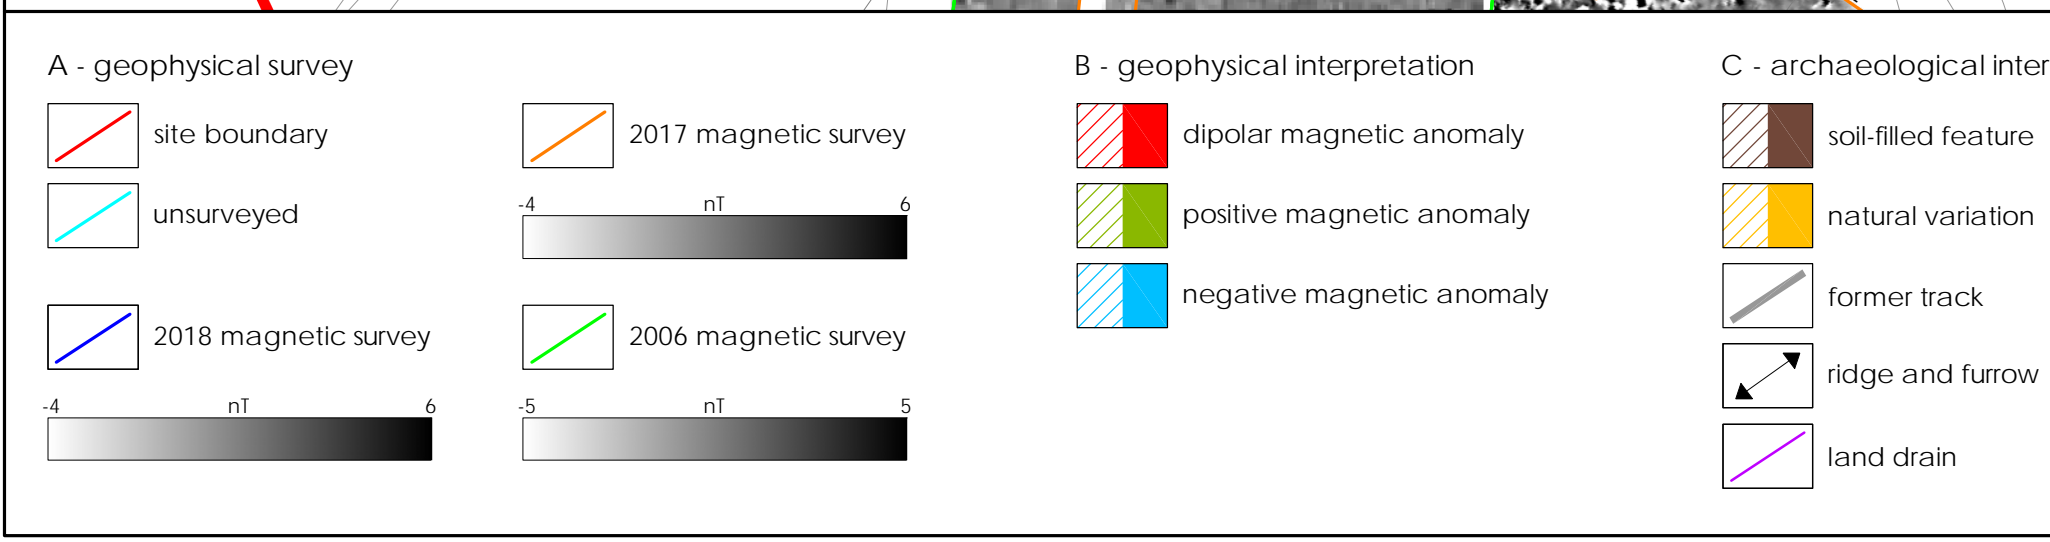 A - geophysical survey
site boundary
unsurveyed
2017 magnetic survey
-4 nT 6
2018 magnetic survey
-4 nT 6
2006 magnetic survey
-5 nT 5
B - geophysical interpretation
dipolar magnetic anomaly
positive magnetic anomaly
negative magnetic anomaly
C - archaeological inter
soil-filled feature
natural variation
former track
ridge and furrow
land drain